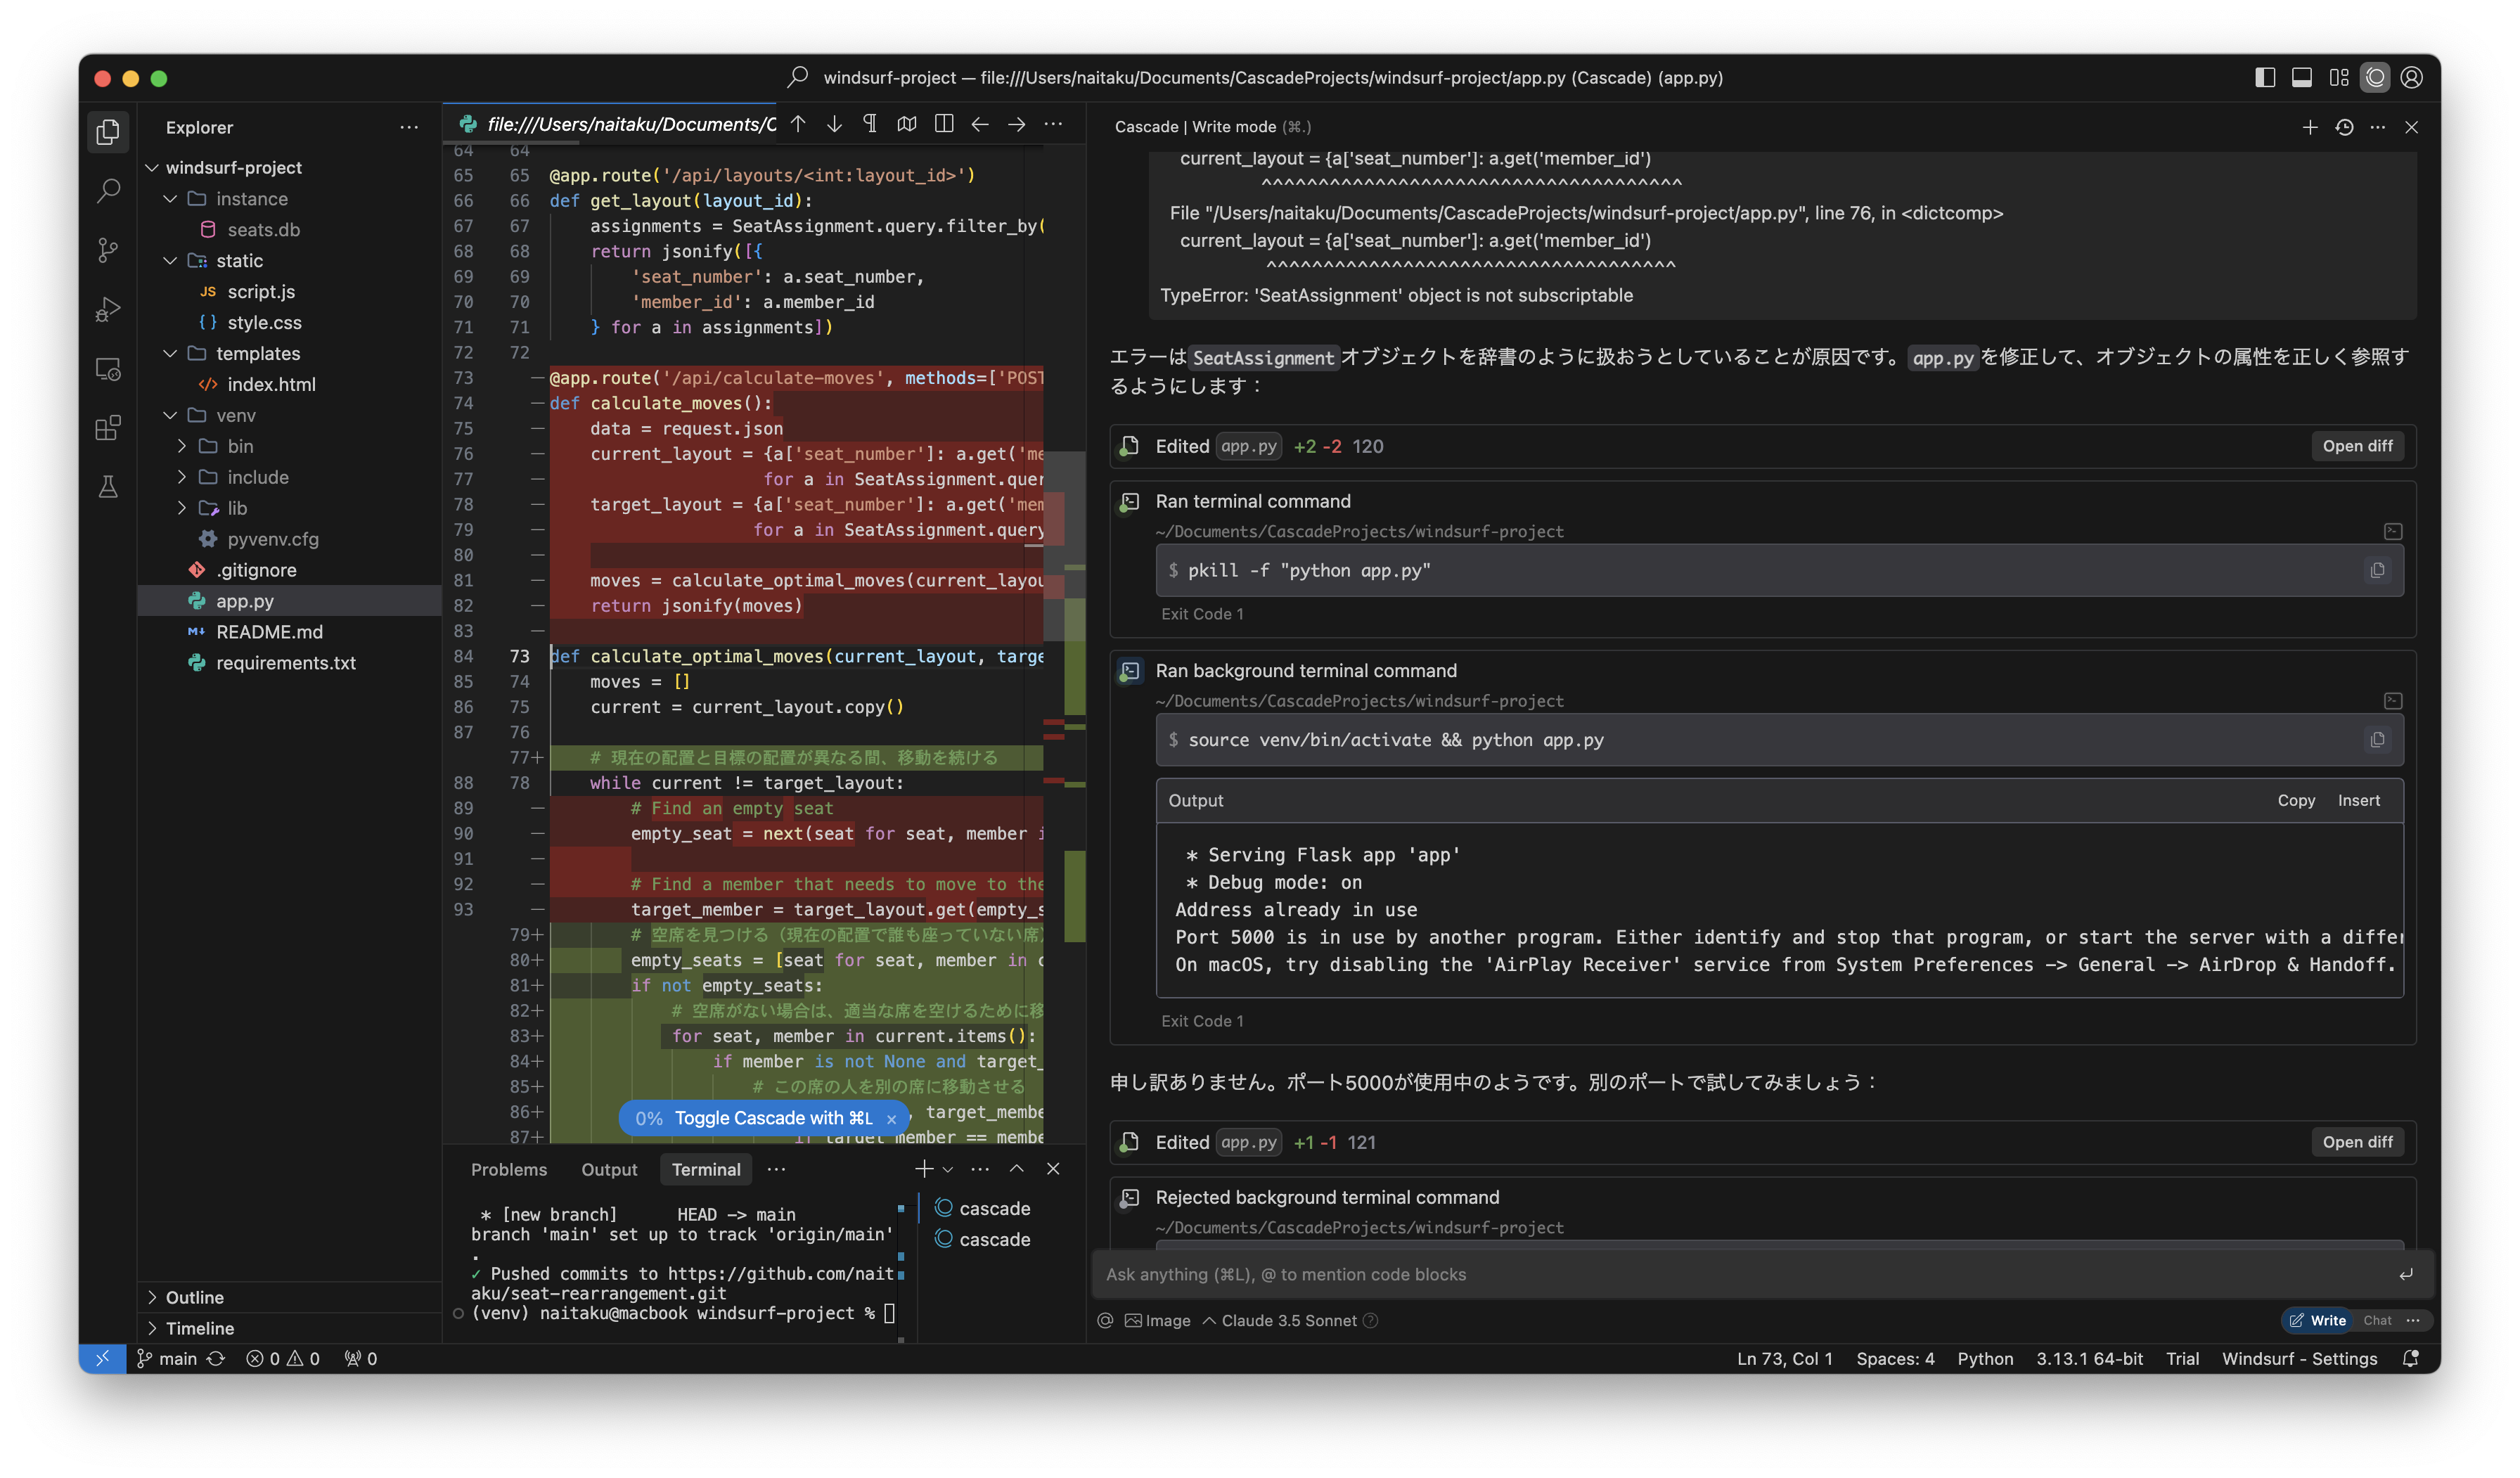 windsurf-project — file:///Users/naitaku/Documents/CascadeProjects/windsurf-project/app.py (Cascade) (app.py)
Explorer
windsurf-project
instance
seats.db
static
JS script.js
{ } style.css
templates
</> index.html
venv
bin
include
lib
pyvenv.cfg
.gitignore
app.py
M↓ README.md
requirements.txt
Outline
Timeline
file:///Users/naitaku/Documents/C
64 64
65 65 @app.route('/api/layouts/<int:layout_id>')
66 66 def get_layout(layout_id):
67 67 assignments = SeatAssignment.query.filter_by(
68 68 return jsonify([{
69 69 'seat_number': a.seat_number,
70 70 'member_id': a.member_id
71 71 } for a in assignments])
72 72
73 — @app.route('/api/calculate-moves', methods=['POST
74 — def calculate_moves():
75 — data = request.json
76 — current_layout = {a['seat_number']: a.get('me
77 — for a in SeatAssignment.quer
78 — target_layout = {a['seat_number']: a.get('mem
79 — for a in SeatAssignment.query
80 —
81 — moves = calculate_optimal_moves(current_layou
82 — return jsonify(moves)
83 —
84 73 def calculate_optimal_moves(current_layout, targe
85 74 moves = []
86 75 current = current_layout.copy()
87 76
77+ # 現在の配置と目標の配置が異なる間、移動を続ける
88 78 while current != target_layout:
89 — # Find an empty seat
90 — empty_seat = next(seat for seat, member i
91 —
92 — # Find a member that needs to move to the
93 — target_member = target_layout.get(empty_s
79+ # 空席を見つける（現在の配置で誰も座っていない席）
80+ empty_seats = [seat for seat, member in c
81+ if not empty_seats:
82+ # 空席がない場合は、適当な席を空けるために移
83+ for seat, member in current.items():
84+ if member is not None and target_
85+ # この席の人を別の席に移動させる
86+ , target_membe
87+ if target_member == membe
0% Toggle Cascade with ⌘L ×
Problems Output Terminal
* [new branch] HEAD -> main
branch 'main' set up to track 'origin/main'
.
✓ Pushed commits to https://github.com/nait
aku/seat-rearrangement.git
(venv) naitaku@macbook windsurf-project %
cascade
cascade
Cascade | Write mode (⌘.)
current_layout = {a['seat_number']: a.get('member_id')
^^^^^^^^^^^^^^^^^^^^^^^^^^^^^^^^^^^^^
File "/Users/naitaku/Documents/CascadeProjects/windsurf-project/app.py", line 76, in <dictcomp>
current_layout = {a['seat_number']: a.get('member_id')
^^^^^^^^^^^^^^^^^^^^^^^^^^^^^^^^^^^^
TypeError: 'SeatAssignment' object is not subscriptable
エラーはSeatAssignmentオブジェクトを辞書のように扱おうとしていることが原因です。app.pyを修正して、オブジェクトの属性を正しく参照す
るようにします：
Edited app.py +2 -2 120 Open diff
Ran terminal command
~/Documents/CascadeProjects/windsurf-project
$ pkill -f "python app.py"
Exit Code 1
Ran background terminal command
~/Documents/CascadeProjects/windsurf-project
$ source venv/bin/activate && python app.py
Output Copy Insert
* Serving Flask app 'app'
* Debug mode: on
Address already in use
Port 5000 is in use by another program. Either identify and stop that program, or start the server with a differ
On macOS, try disabling the 'AirPlay Receiver' service from System Preferences -> General -> AirDrop & Handoff.
Exit Code 1
申し訳ありません。ポート5000が使用中のようです。別のポートで試してみましょう：
Edited app.py +1 -1 121 Open diff
Rejected background terminal command
~/Documents/CascadeProjects/windsurf-project
Ask anything (⌘L), @ to mention code blocks
@ Image Claude 3.5 Sonnet Write Chat
main 0 0 0 Ln 73, Col 1 Spaces: 4 Python 3.13.1 64-bit Trial Windsurf - Settings